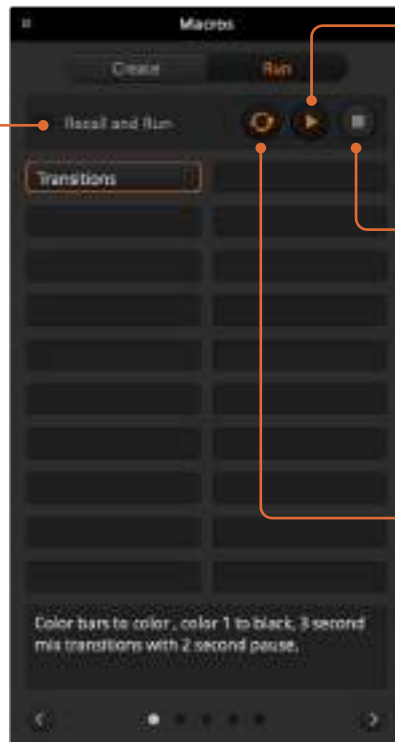 Macros
Create Run
Recall and Run
Transitions
Color bars to color , color 1 to black, 3 second
mix transitions with 2 second pause.